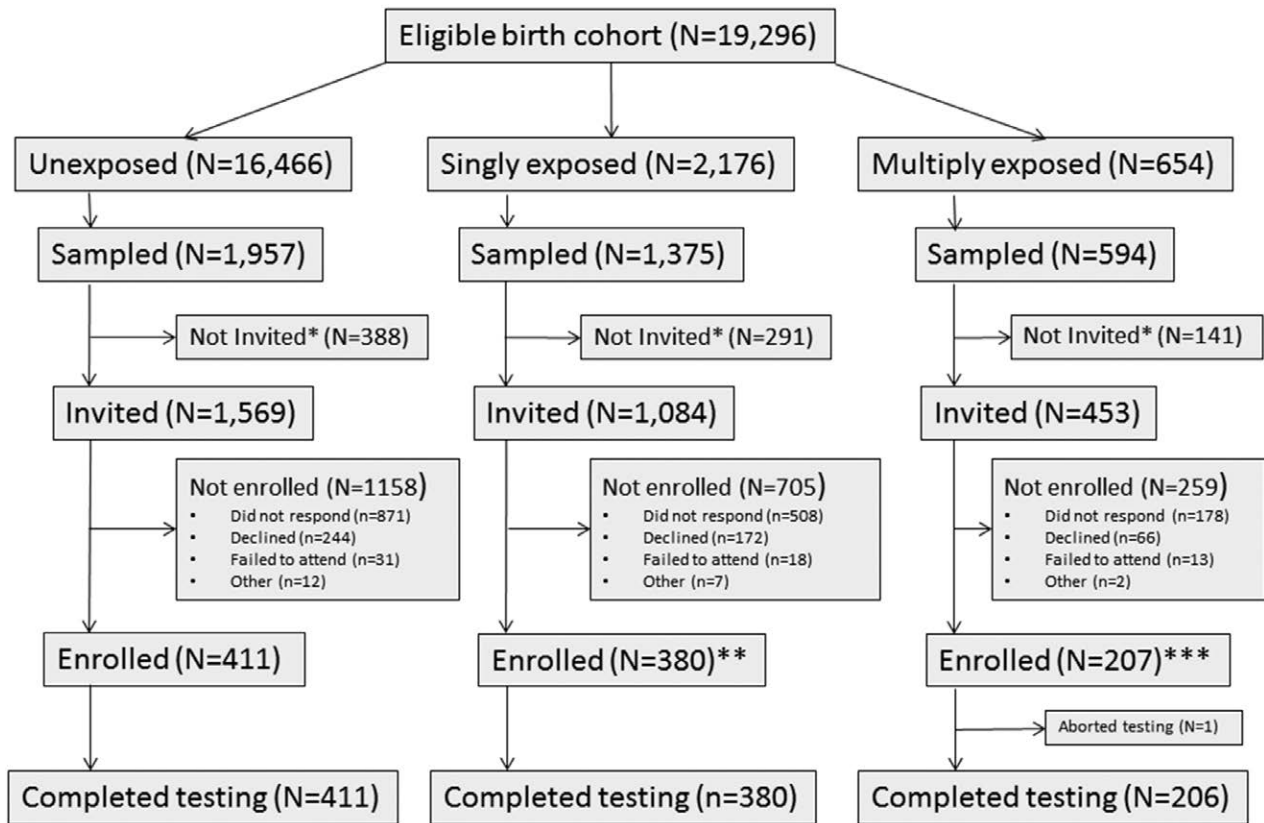 Eligible birth cohort (N=19,296)
Unexposed (N=16,466)
Singly exposed (N=2,176)
Multiply exposed (N=654)
Sampled (N=1,957)
Sampled (N=1,375)
Sampled (N=594)
Not Invited* (N=388)
Not Invited* (N=291)
Not Invited* (N=141)
Invited (N=1,569)
Invited (N=1,084)
Invited (N=453)
Not enrolled (N=1158)
• Did not respond (n=871)
• Declined (n=244)
• Failed to attend (n=31)
• Other (n=12)
Not enrolled (N=705)
• Did not respond (n=508)
• Declined (n=172)
• Failed to attend (n=18)
• Other (n=7)
Not enrolled (N=259)
• Did not respond (n=178)
• Declined (n=66)
• Failed to attend (n=13)
• Other (n=2)
Enrolled (N=411)
Enrolled (N=380)**
Enrolled (N=207)***
Aborted testing (N=1)
Completed testing (N=411)
Completed testing (n=380)
Completed testing (N=206)